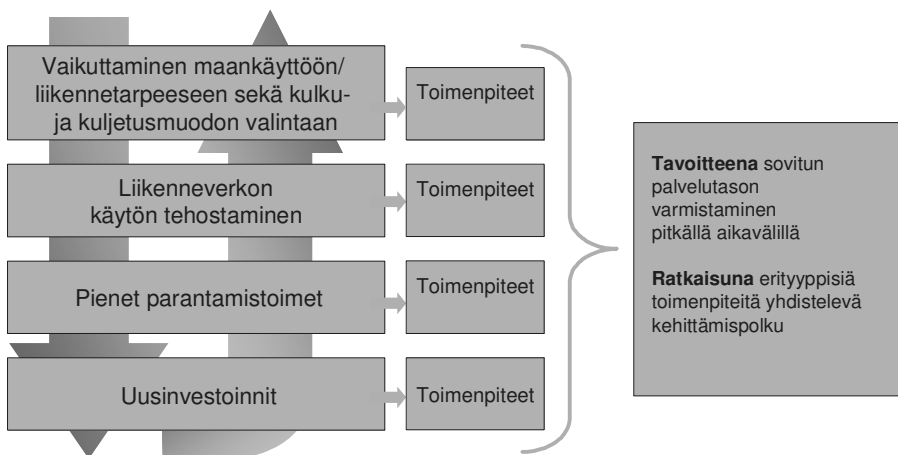 Vaikuttaminen maankäyttöön/
liikennetarpeeseen sekä kulku-
ja kuljetusmuodon valintaan
Toimenpiteet
Liikenneverkon
käytön tehostaminen
Toimenpiteet
Pienet parantamistoimet
Toimenpiteet
Uusinvestoinnit
Toimenpiteet
Tavoitteena sovitun
palvelutason
varmistaminen
pitkällä aikavälillä
Ratkaisuna erityyppisiä
toimenpiteitä yhdistelevä
kehittämispolku